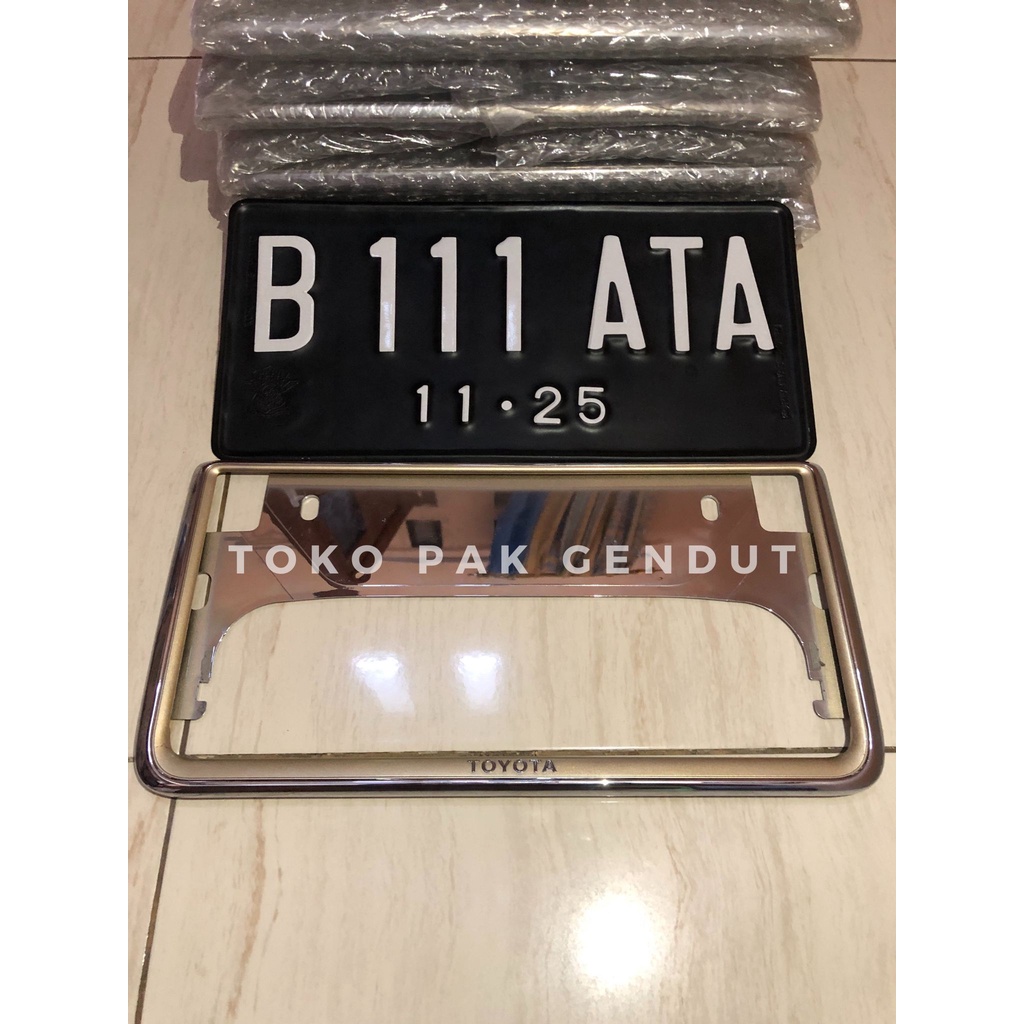 B 111 ATA
11 · 25
TOKO PAK GENDUT
TOYOTA